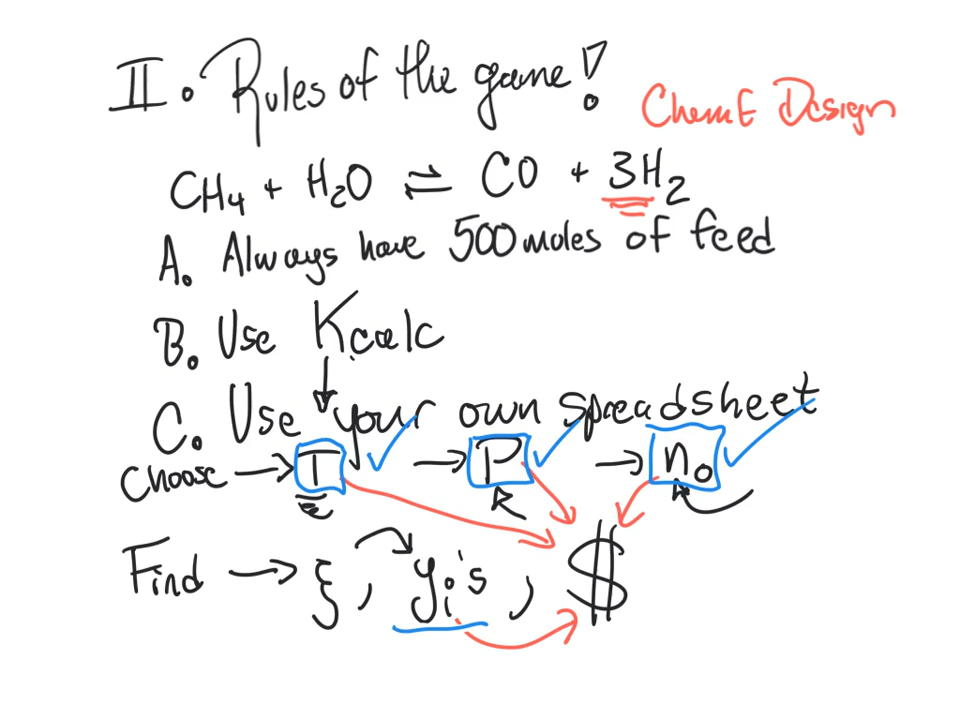 II. Rules of the game!
ChemE Design
CH4 + H2O ⇌ CO + 3H2
A. Always have 500 moles of feed
B. Use Kcalc
C. Use your own spreadsheet
Choose → T → P → no
Find → ξ, yi's, $